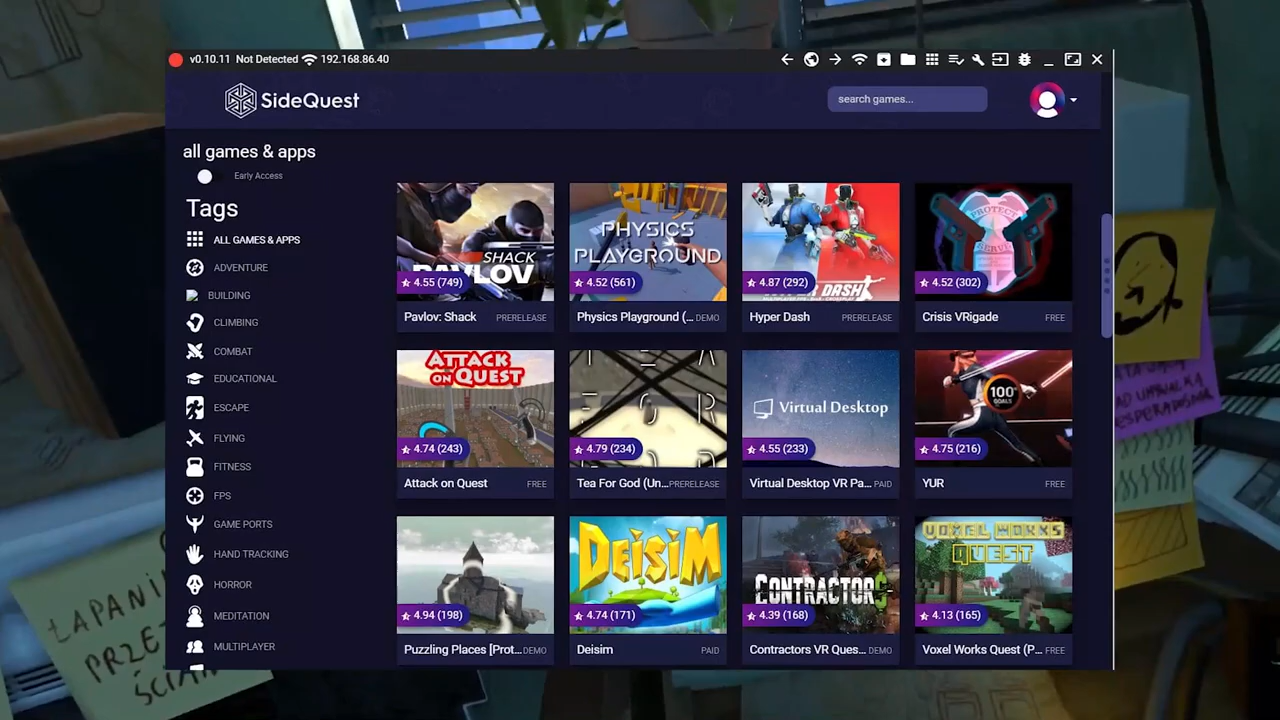 v0.10.11 Not Detected 192.168.86.40
SideQuest
search games...
all games & apps
Early Access
Tags
ALL GAMES & APPS
ADVENTURE
BUILDING
CLIMBING
COMBAT
EDUCATIONAL
ESCAPE
FLYING
FITNESS
FPS
GAME PORTS
HAND TRACKING
HORROR
MEDITATION
MULTIPLAYER
SHACK
PAVLOV
4.55 (749)
Pavlov: Shack PRERELEASE
PHYSICS
PLAYGROUND
4.52 (561)
Physics Playground (... DEMO
4.87 (292)
Hyper Dash PRERELEASE
PROTECT
4.52 (302)
Crisis VRigade FREE
ATTACK
ON QUEST
4.74 (243)
Attack on Quest FREE
T E A
F O R
4.79 (234)
Tea For God (Un... PRERELEASE
Virtual Desktop
4.55 (233)
Virtual Desktop VR Pa... PAID
100%
4.75 (216)
YUR FREE
4.94 (198)
Puzzling Places [Prot... DEMO
DEISIM
4.74 (171)
Deisim PAID
CONTRACTORS
4.39 (168)
Contractors VR Ques... DEMO
VOXEL WORKS
QUEST
4.13 (165)
Voxel Works Quest (P... FREE